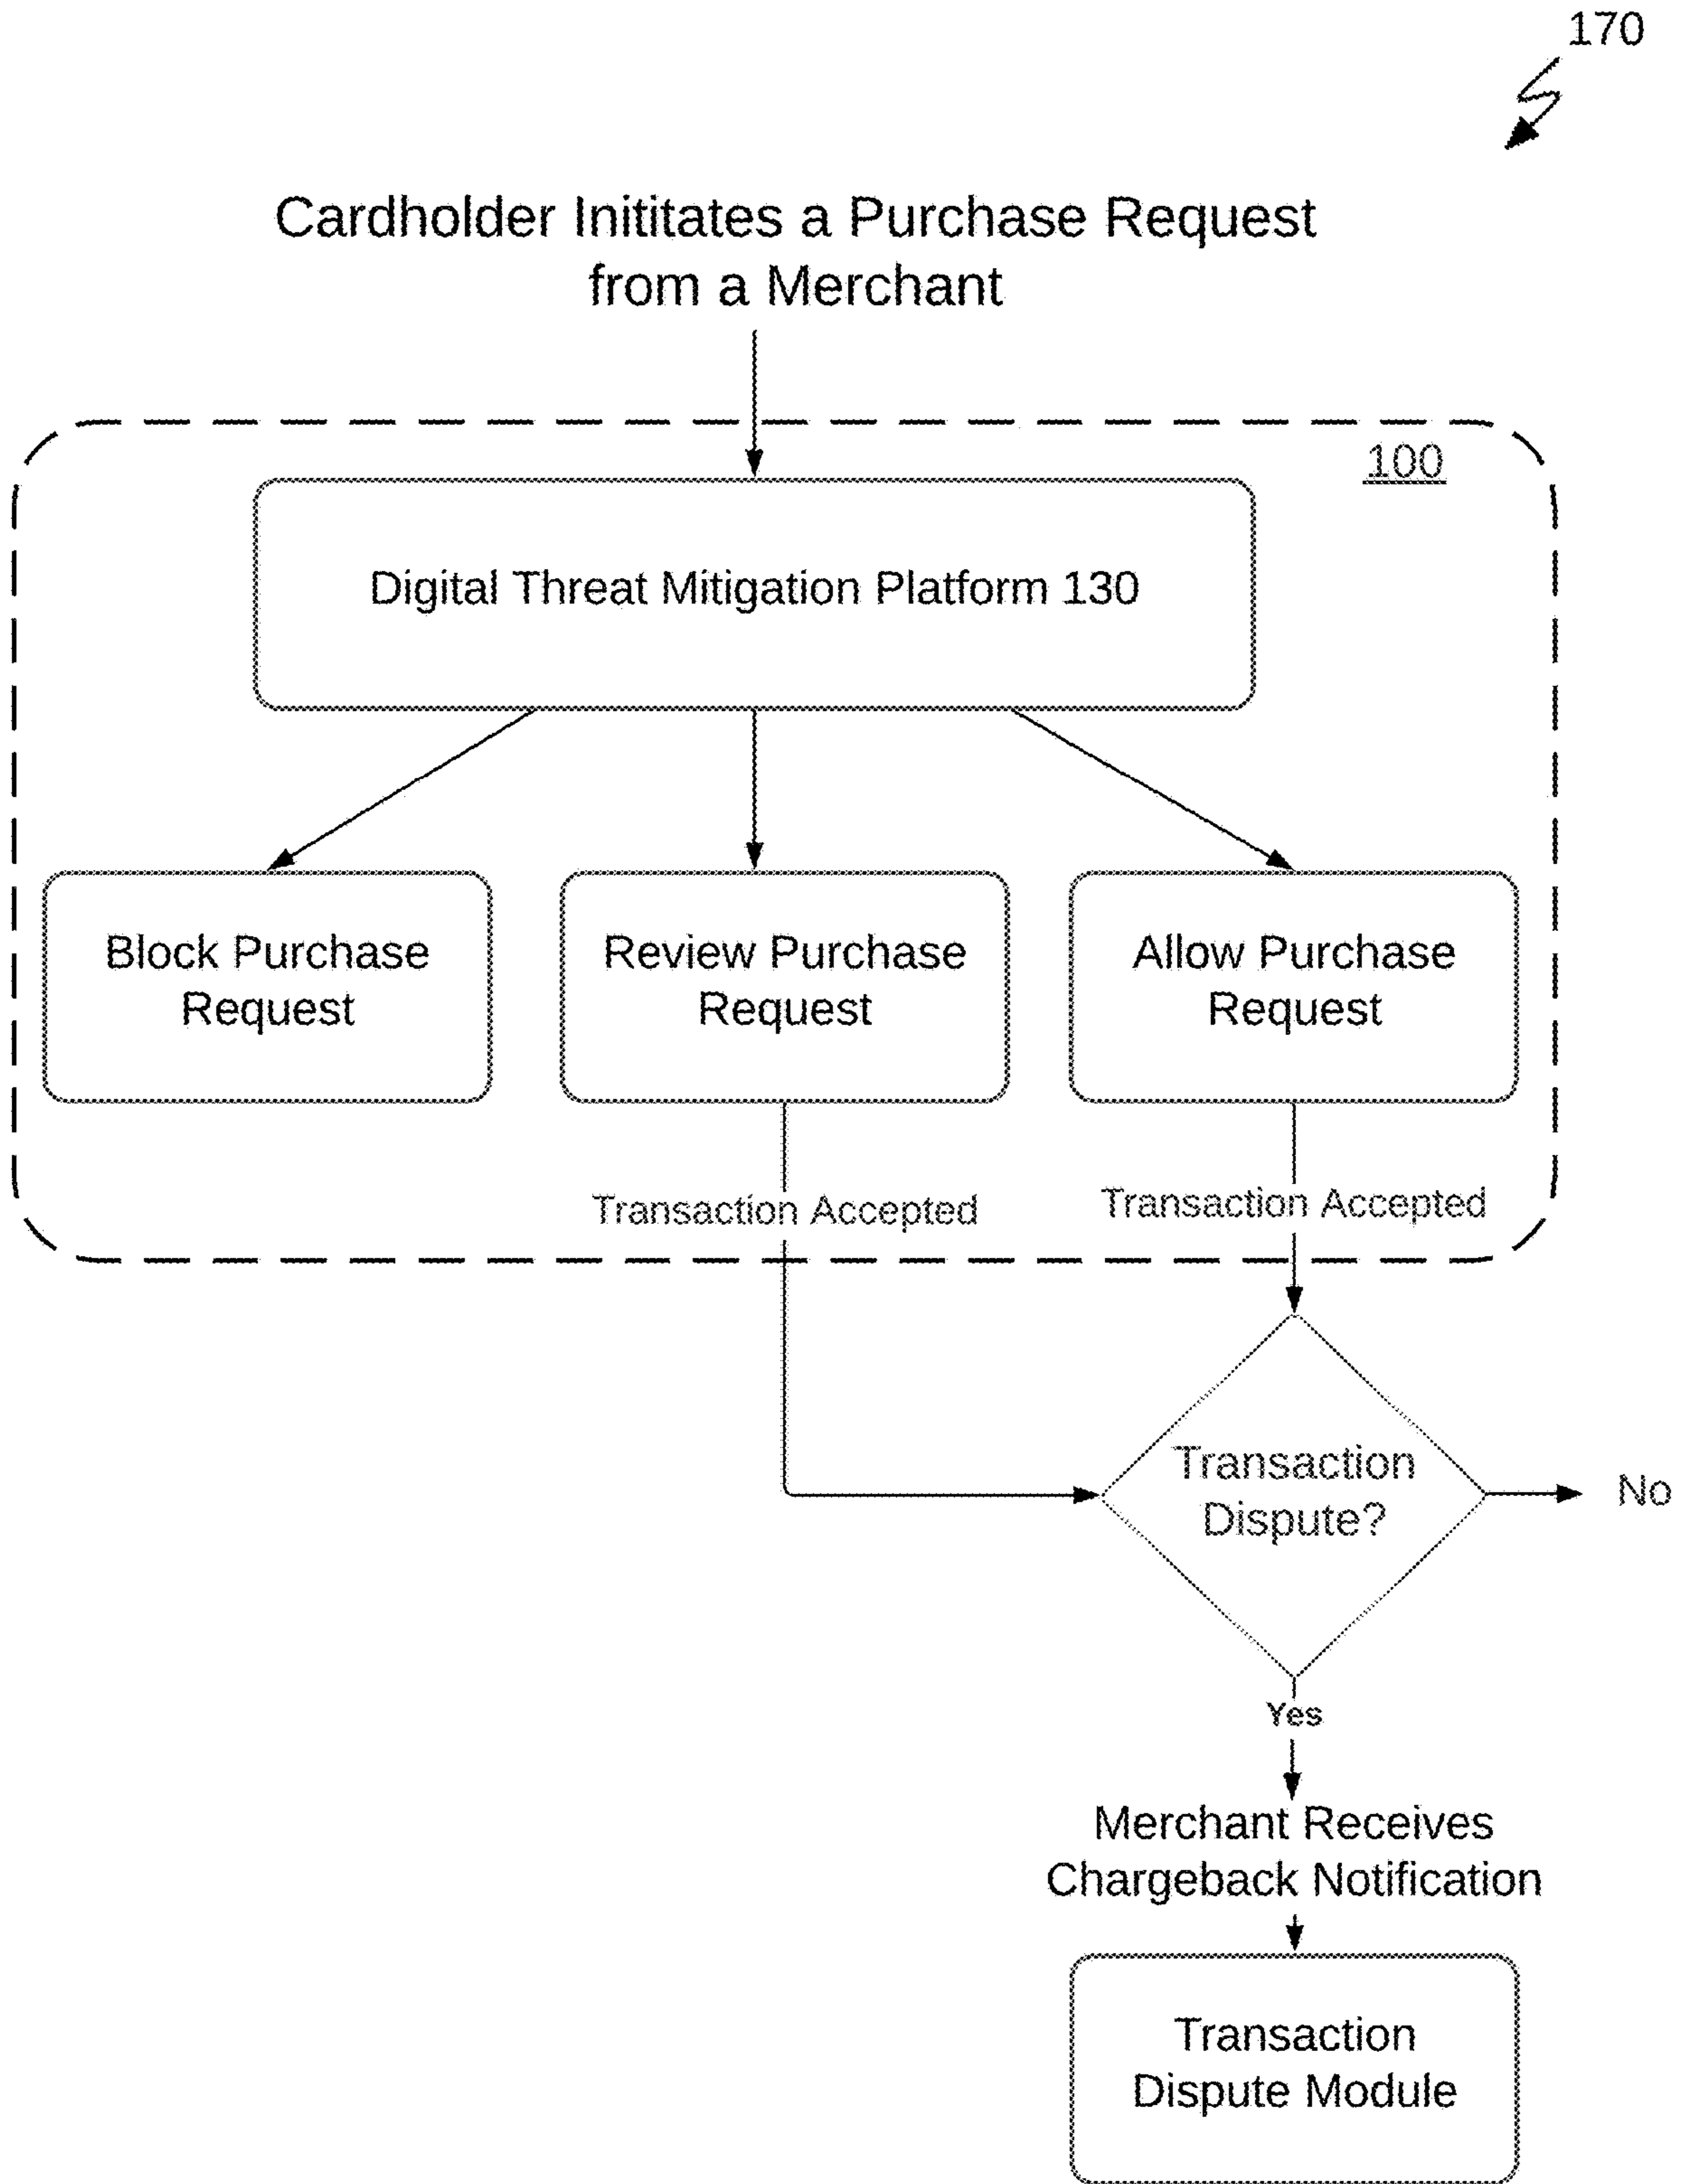 170
Cardholder Inititates a Purchase Request
from a Merchant
100
Digital Threat Mitigation Platform 130
Block Purchase
Request
Review Purchase
Request
Allow Purchase
Request
Transaction Accepted
Transaction Accepted
Transaction
Dispute?
No
Yes
Merchant Receives
Chargeback Notification
Transaction
Dispute Module